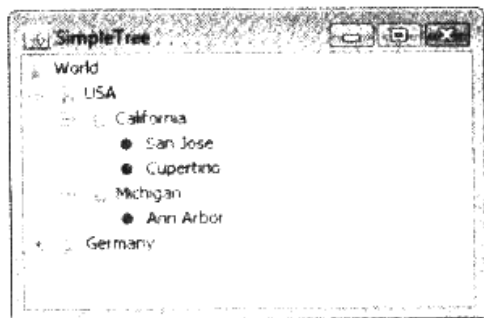 SimpleTree
World
USA
California
San Jose
Cupertino
Michigan
Ann Arbor
Germany